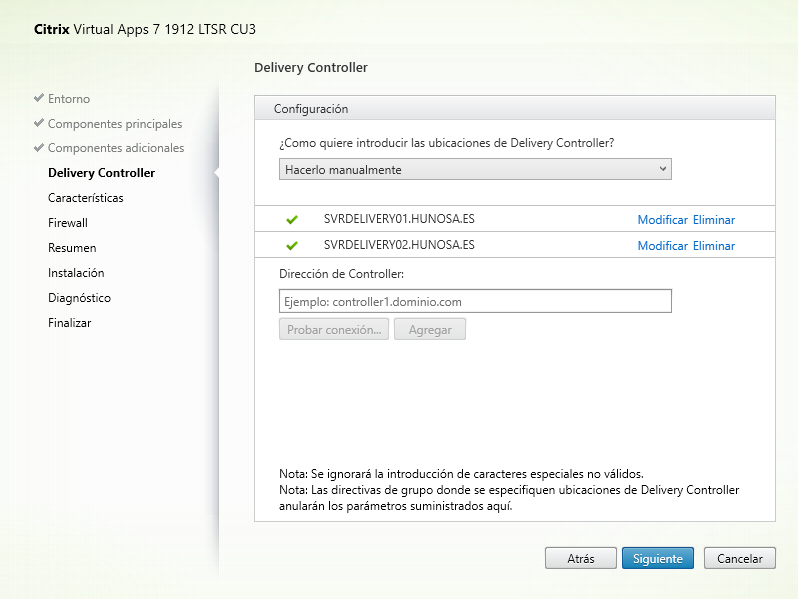 Citrix Virtual Apps 7 1912 LTSR CU3
Entorno
Componentes principales
Componentes adicionales
Delivery Controller
Características
Firewall
Resumen
Instalación
Diagnóstico
Finalizar
Delivery Controller
Configuración
¿Como quiere introducir las ubicaciones de Delivery Controller?
Hacerlo manualmente
SVRDELIVERY01.HUNOSA.ES Modificar Eliminar
SVRDELIVERY02.HUNOSA.ES Modificar Eliminar
Dirección de Controller:
Ejemplo: controller1.dominio.com
Probar conexión... Agregar
Nota: Se ignorará la introducción de caracteres especiales no válidos.
Nota: Las directivas de grupo donde se especifiquen ubicaciones de Delivery Controller
anularán los parámetros suministrados aquí.
Atrás Siguiente Cancelar